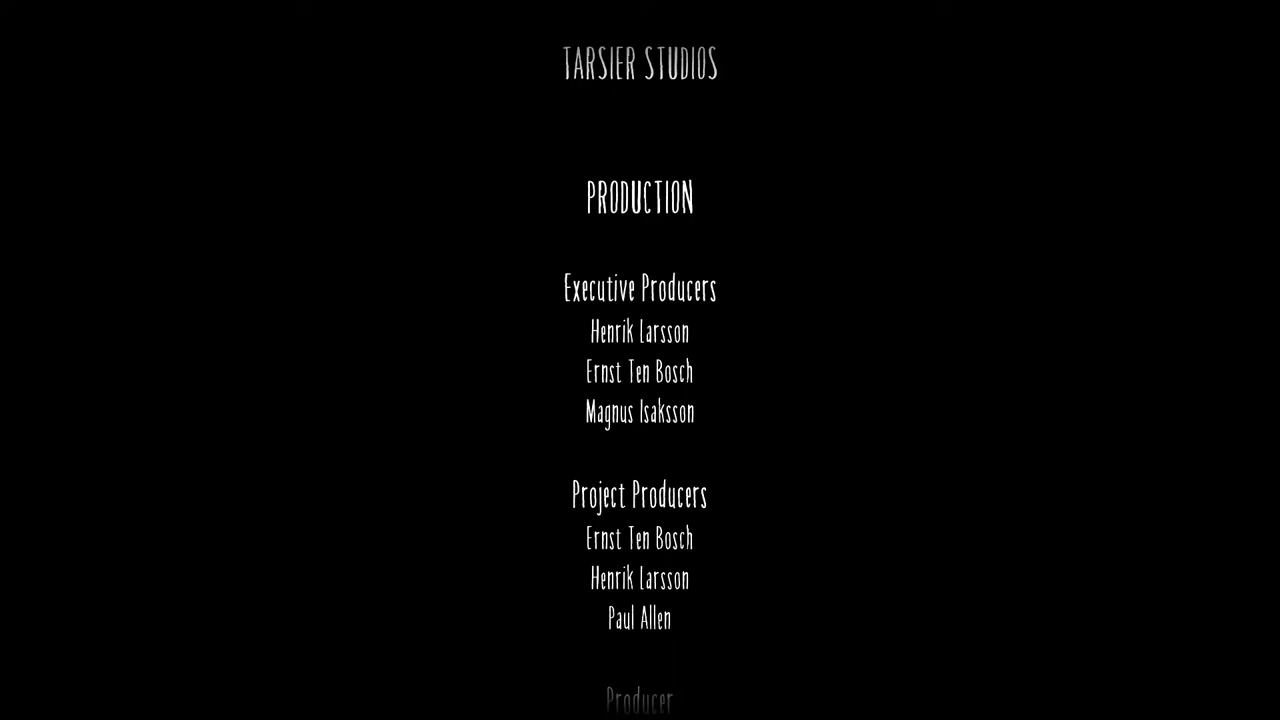 TARSIER STUDIOS
PRODUCTION
Executive Producers
Henrik Larsson
Ernst Ten Bosch
Magnus Isaksson
Project Producers
Ernst Ten Bosch
Henrik Larsson
Paul Allen
Producer